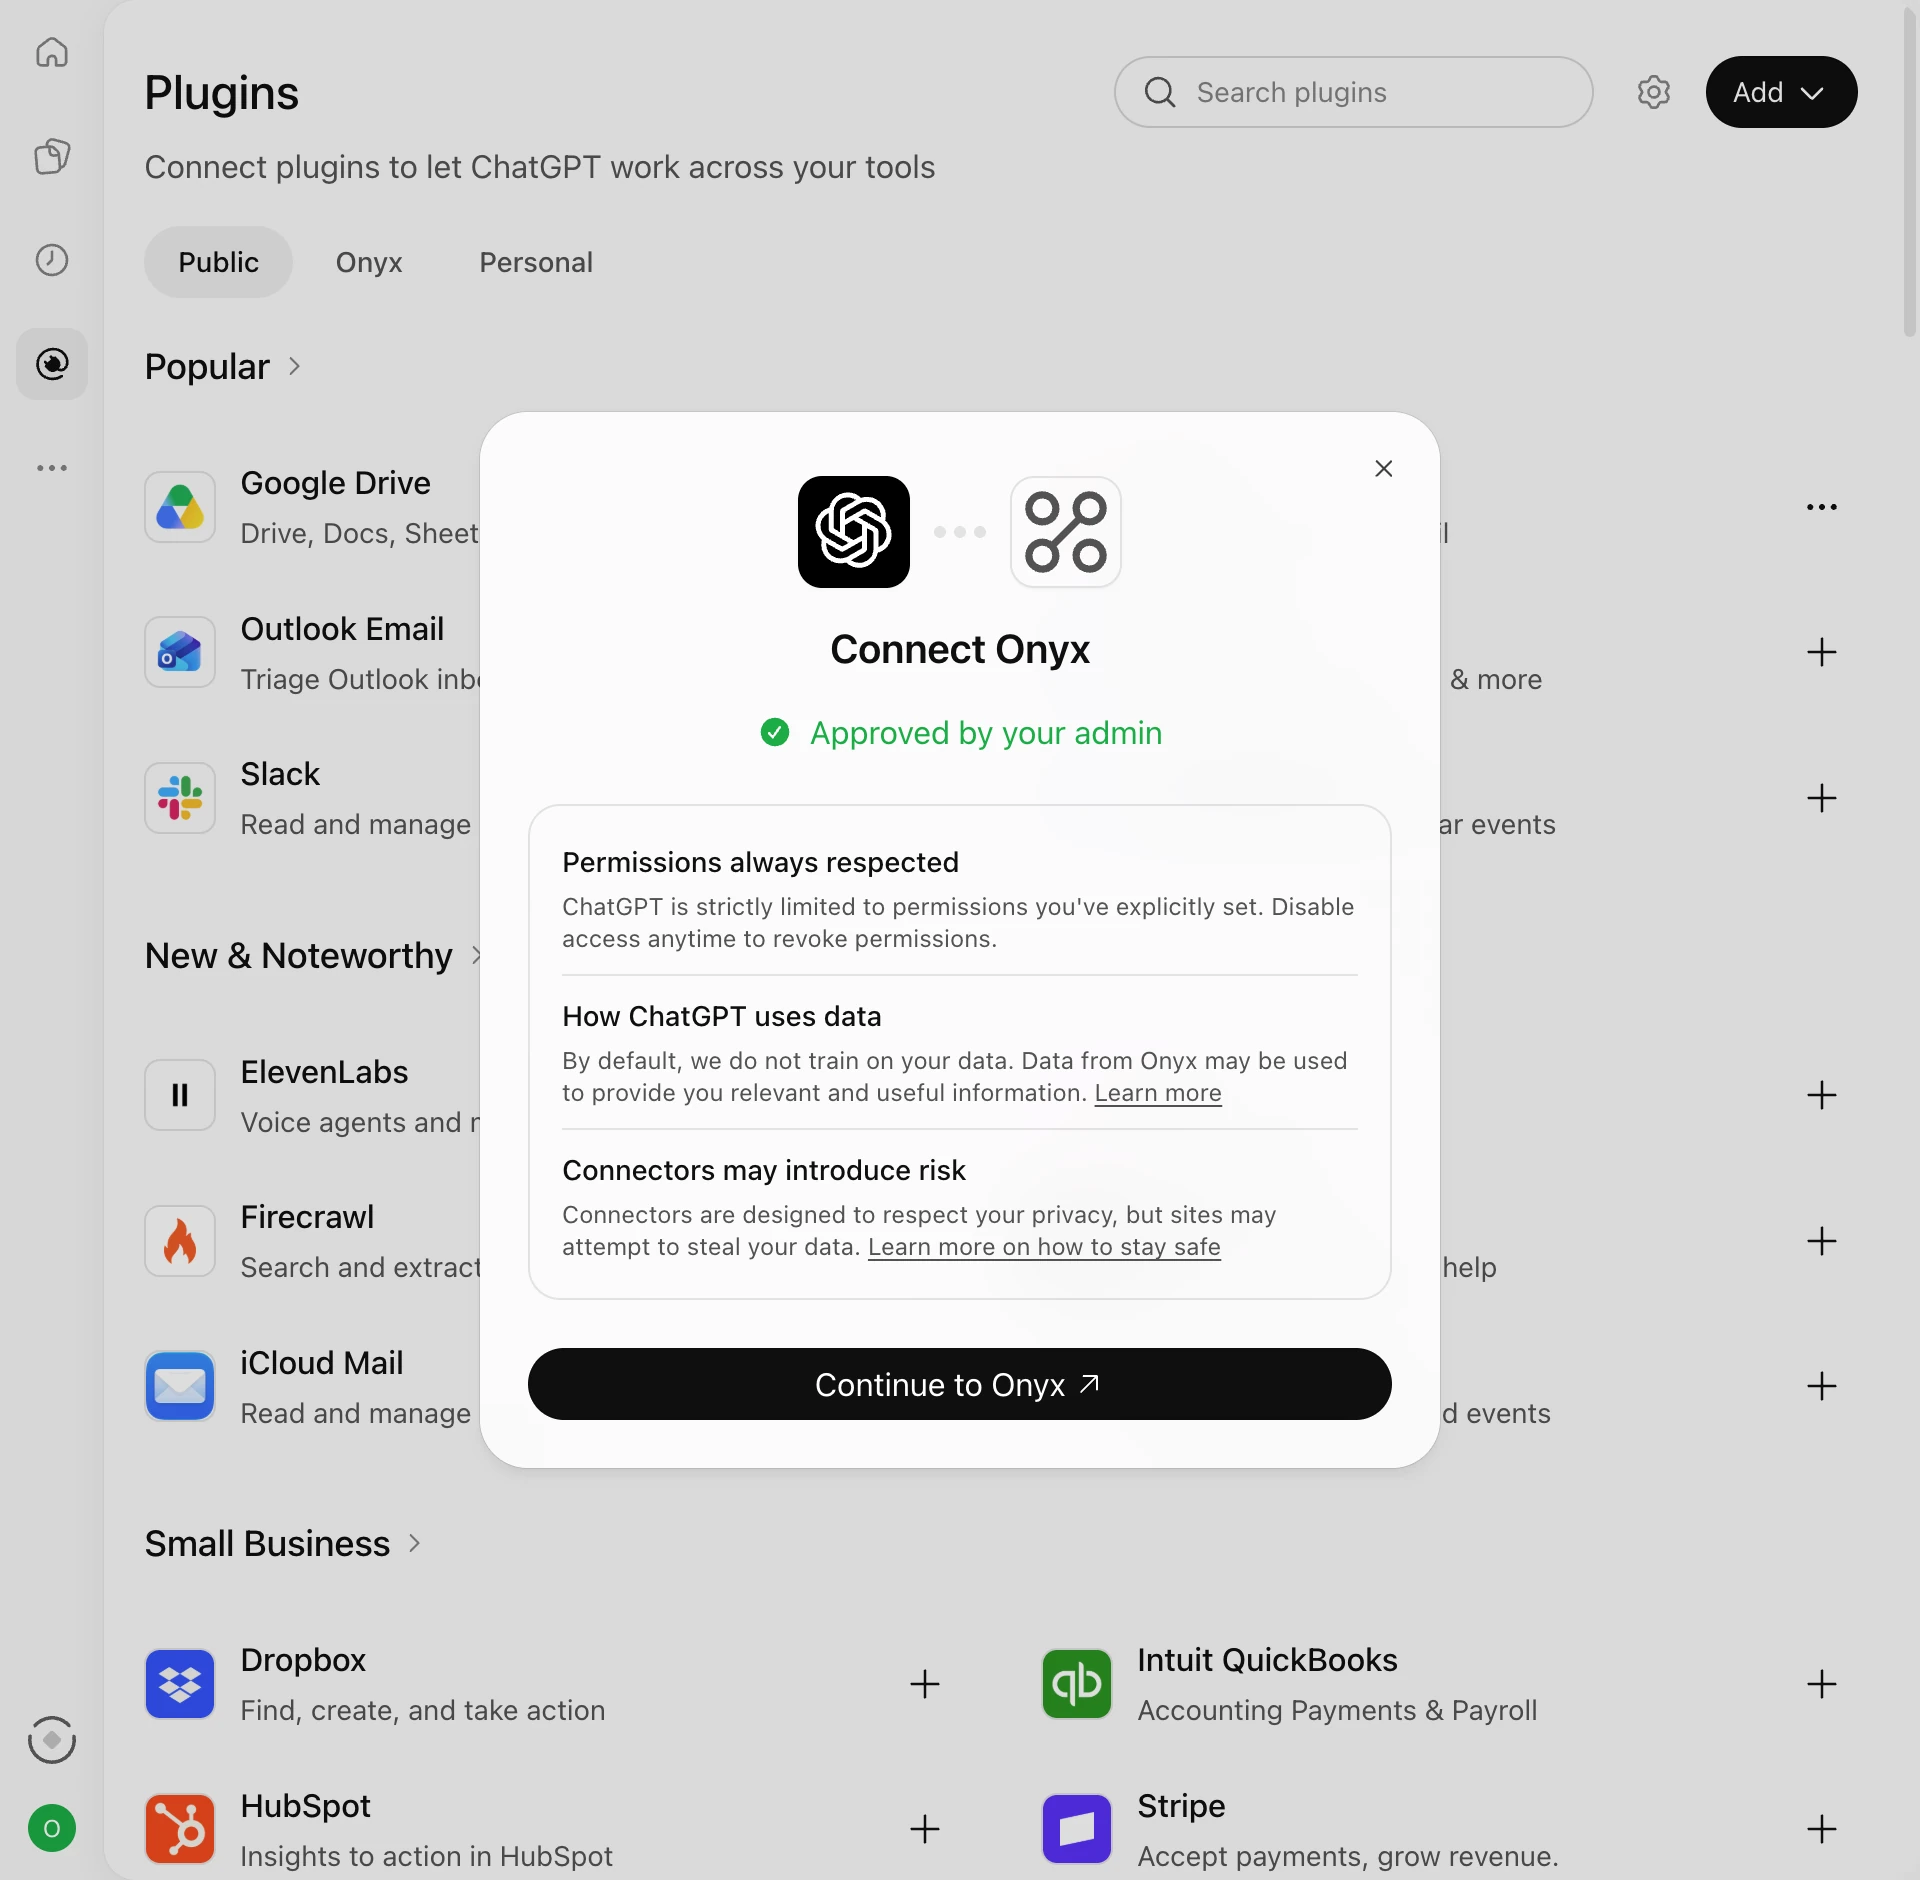 Plugins
Search plugins
Add
Connect plugins to let ChatGPT work across your tools
Public
Onyx
Personal
Popular
Google Drive
Drive, Docs, Sheet
Outlook Email
Triage Outlook
& more
Slack
Read and manage
events
New & Noteworthy
ElevenLabs
Voice agents and
Firecrawl
Search and extract
help
iCloud Mail
Read and manage
events
Connect Onyx
Approved by your admin
Permissions always respected
ChatGPT is strictly limited to permissions you've explicitly set. Disable
access anytime to revoke permissions.
How ChatGPT uses data
By default, we do not train on your data. Data from Onyx may be used
to provide you relevant and useful information. Learn more
Connectors may introduce risk
Connectors are designed to respect your privacy, but sites may
attempt to steal your data. Learn more on how to stay safe
Continue to Onyx
Small Business
Dropbox
Find, create, and take action
Intuit QuickBooks
Accounting Payments & Payroll
HubSpot
Insights to action in HubSpot
Stripe
Accept payments, grow revenue.
O